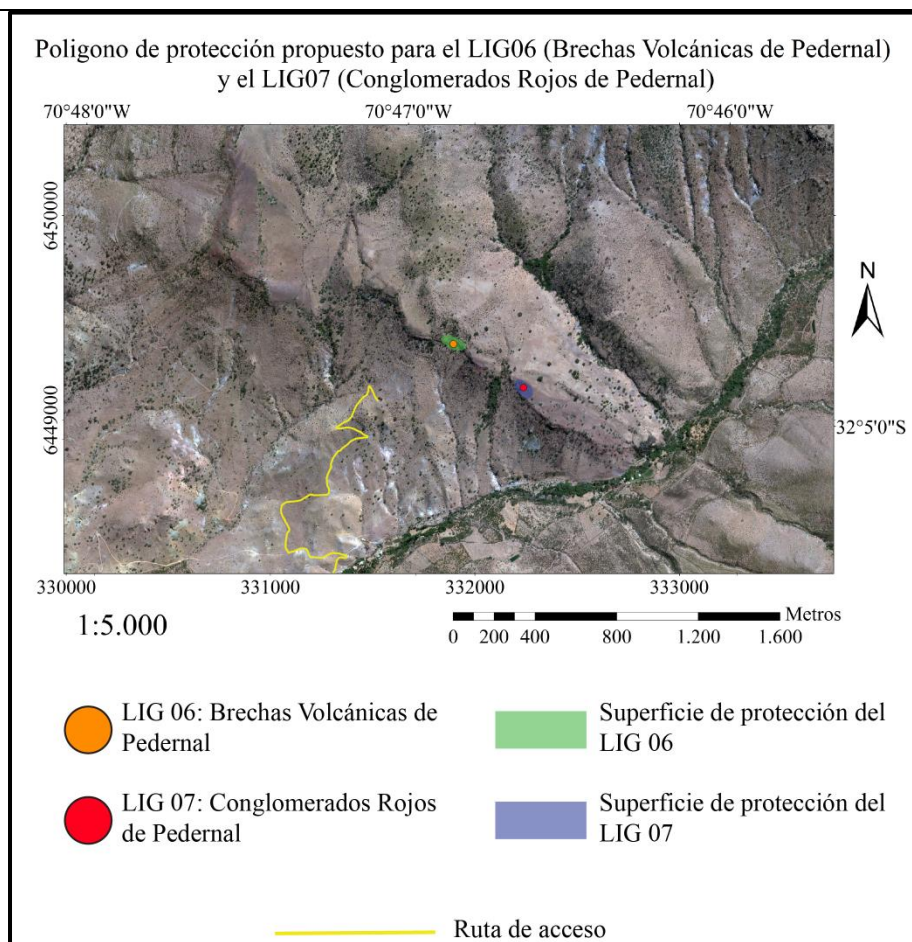 Poligono de protección propuesto para el LIG06 (Brechas Volcánicas de Pedernal)
y el LIG07 (Conglomerados Rojos de Pedernal)
70°48'0"W
70°47'0"W
70°46'0"W
6450000
6449000
N
32°5'0"S
330000
331000
332000
333000
1:5.000
Metros
0 200 400 800 1.200 1.600
LIG 06: Brechas Volcánicas de
Pedernal
Superficie de protección del
LIG 06
LIG 07: Conglomerados Rojos
de Pedernal
Superficie de protección del
LIG 07
Ruta de acceso